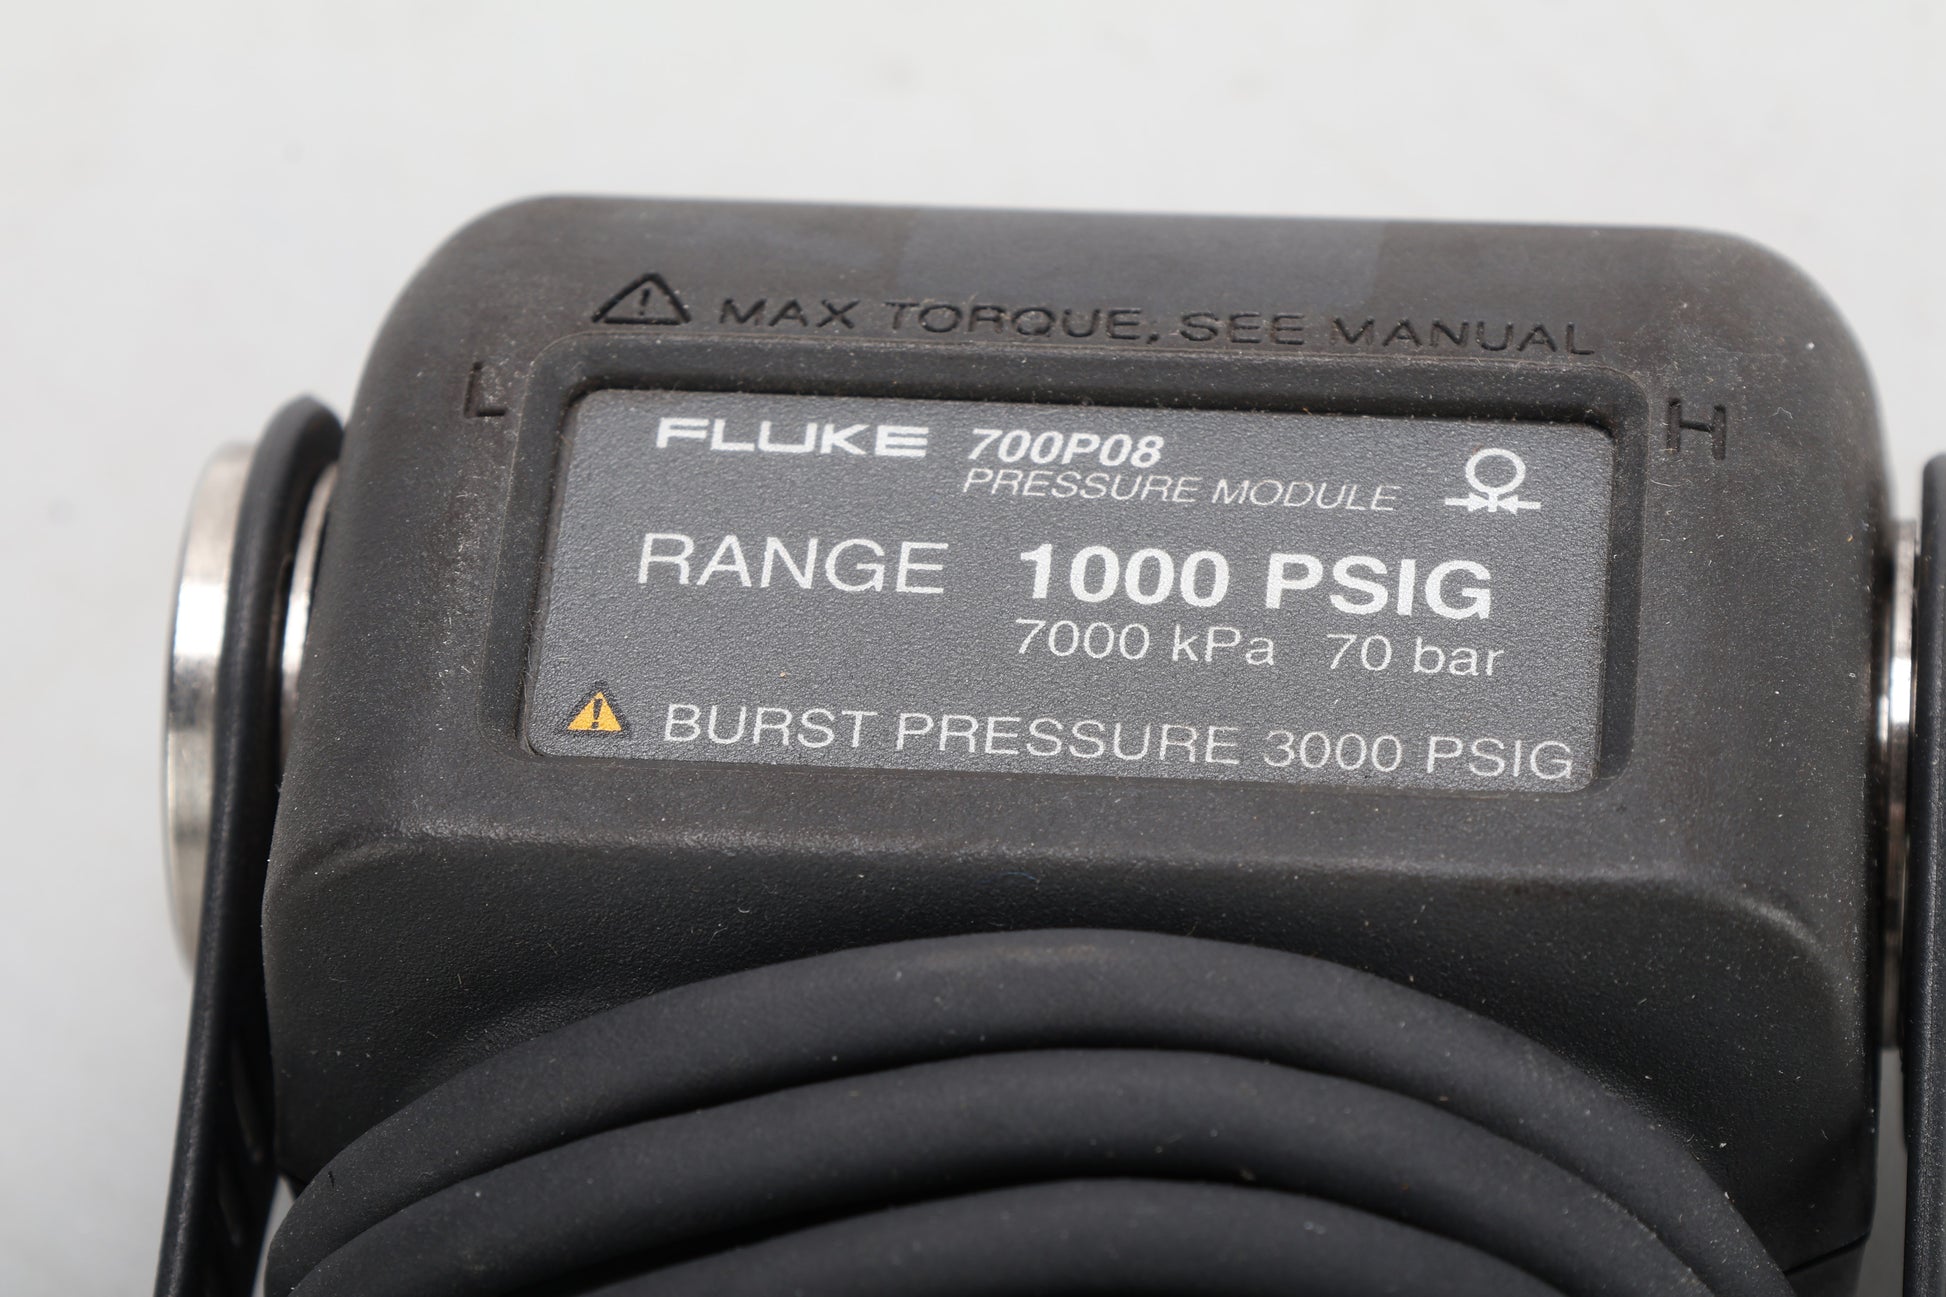 MAX TORQUE, SEE MANUAL
L
H
FLUKE 700P08
PRESSURE MODULE
RANGE 1000 PSIG
7000 kPa 70 bar
BURST PRESSURE 3000 PSIG